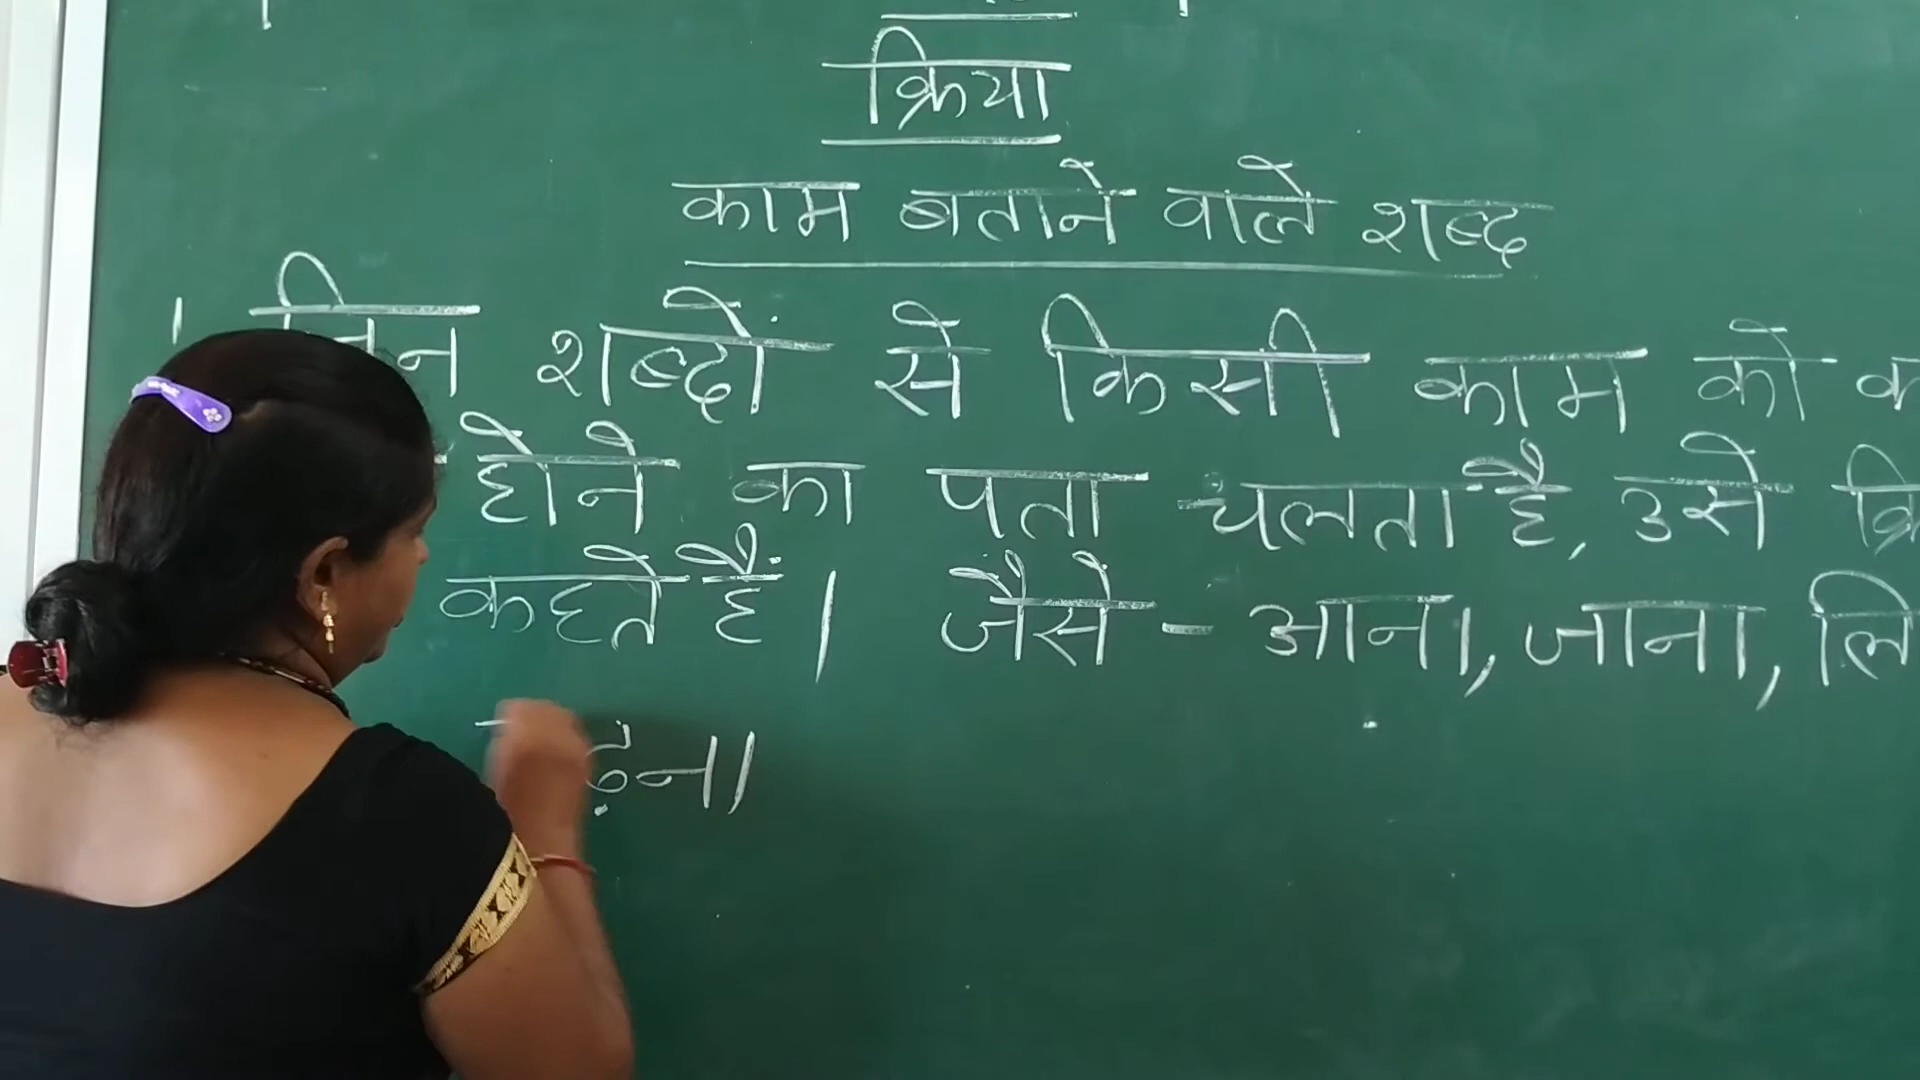 क्रिया
काम बताने वाले शब्द
जिन शब्दों से किसी काम को
होने का पता चलता है, उसे
कहते हैं। जैसे - आना, जाना, लि
ढ़ना